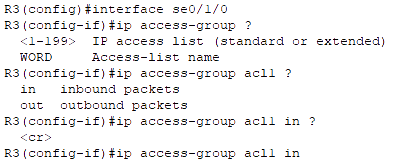 R3(config)#interface se0/1/0
R3(config-if)#ip access-group ?
  <1-199>  IP access list (standard or extended)
  WORD     Access-list name
R3(config-if)#ip access-group acl1 ?
  in   inbound packets
  out  outbound packets
R3(config-if)#ip access-group acl1 in ?
  <cr>
R3(config-if)#ip access-group acl1 in